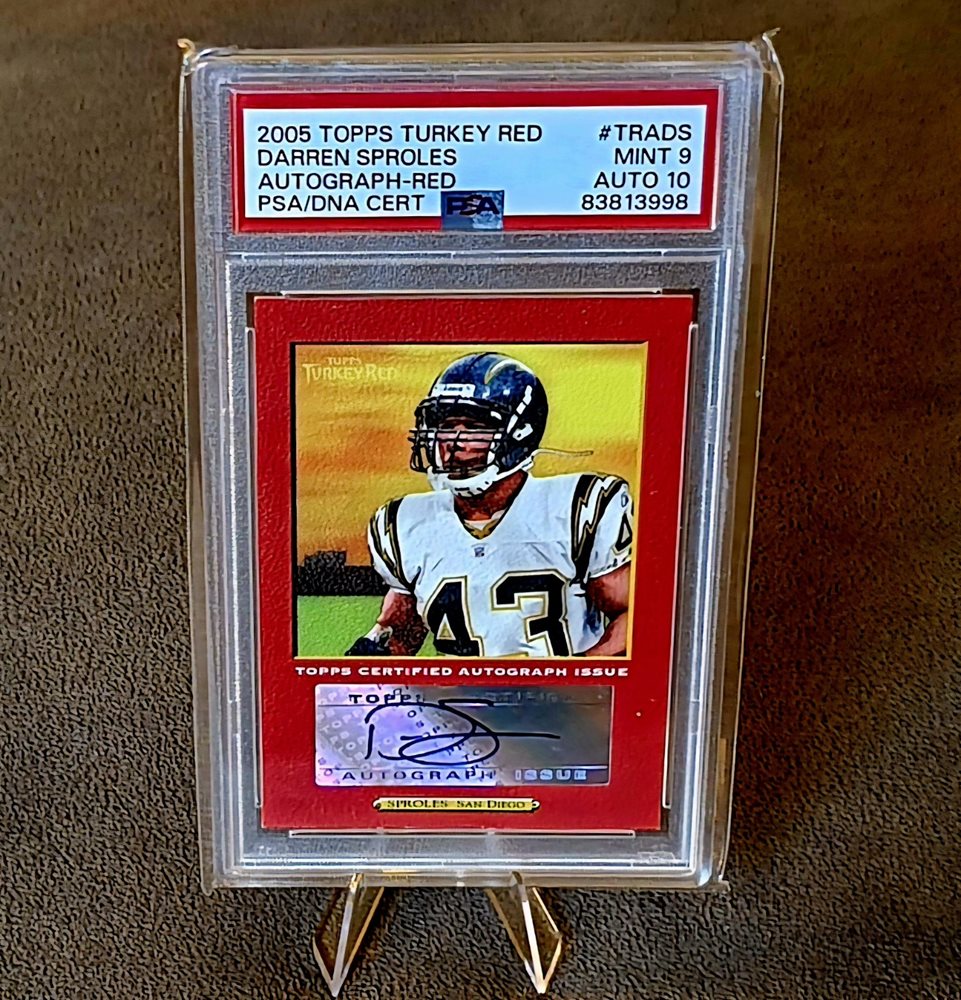 2005 TOPPS TURKEY RED #TRADS
DARREN SPROLES MINT 9
AUTOGRAPH-RED AUTO 10
PSA/DNA CERT PSA 83813998
TOPPS
TURKEY RED
43
TOPPS CERTIFIED AUTOGRAPH ISSUE
TOPPS
AUTOGRAPH ISSUE
SPROLES SAN DIEGO